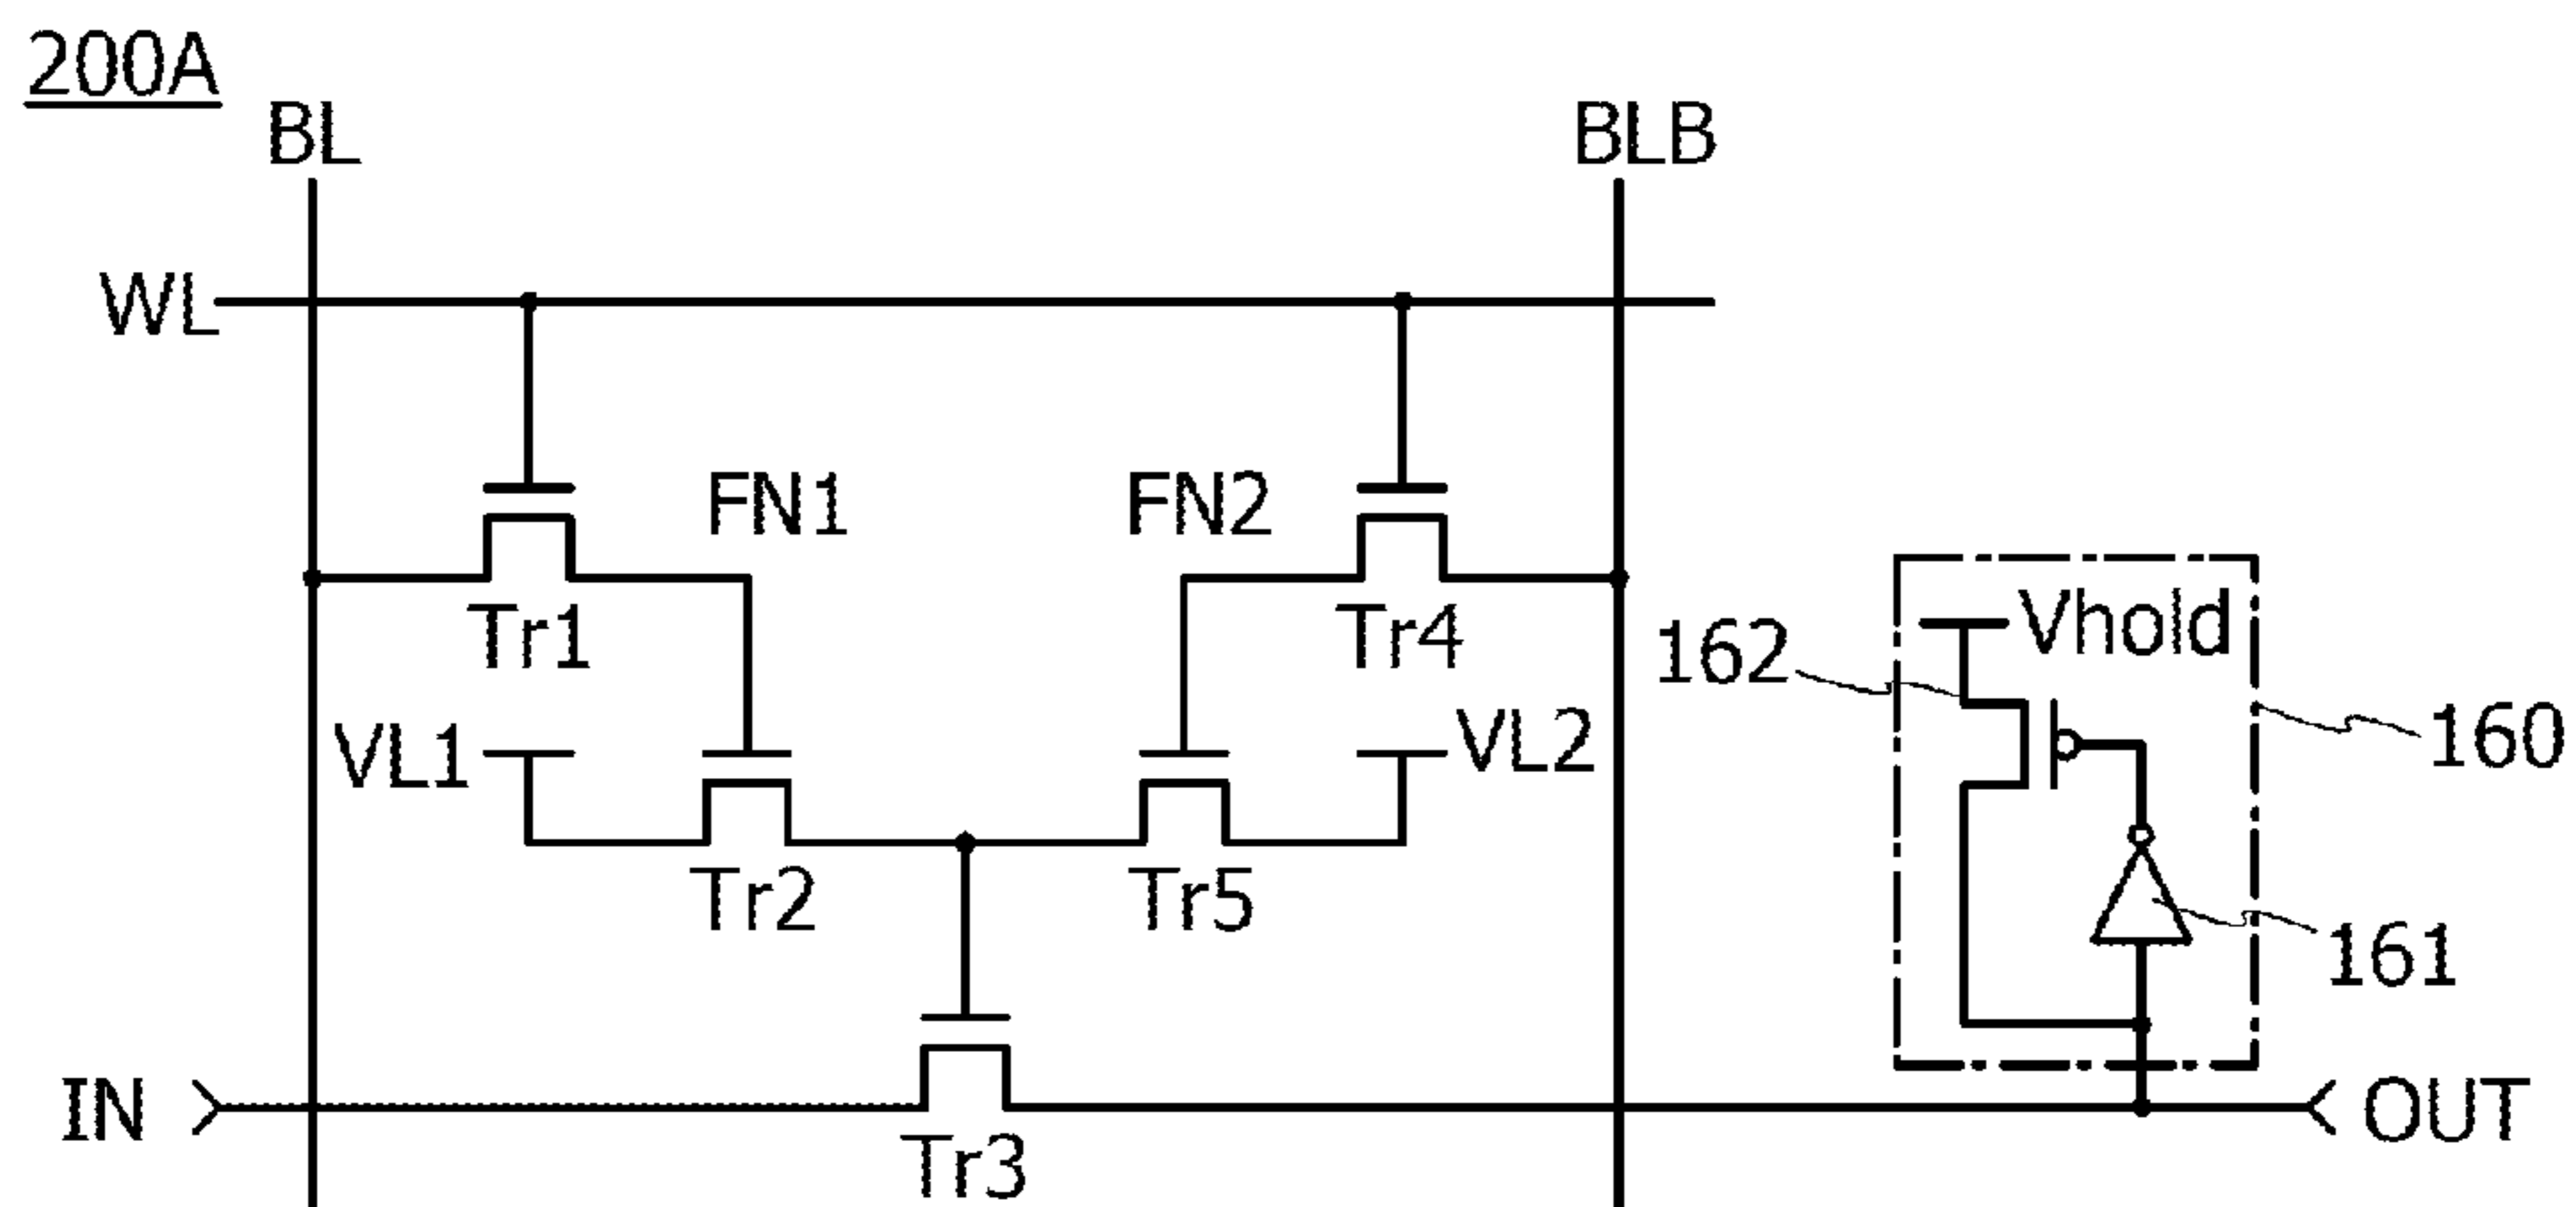 200A
BL
BLB
WL
FN1
FN2
Tr1
Tr4
Vhold
162
VL1
VL2
160
Tr2
Tr5
161
IN
OUT
Tr3